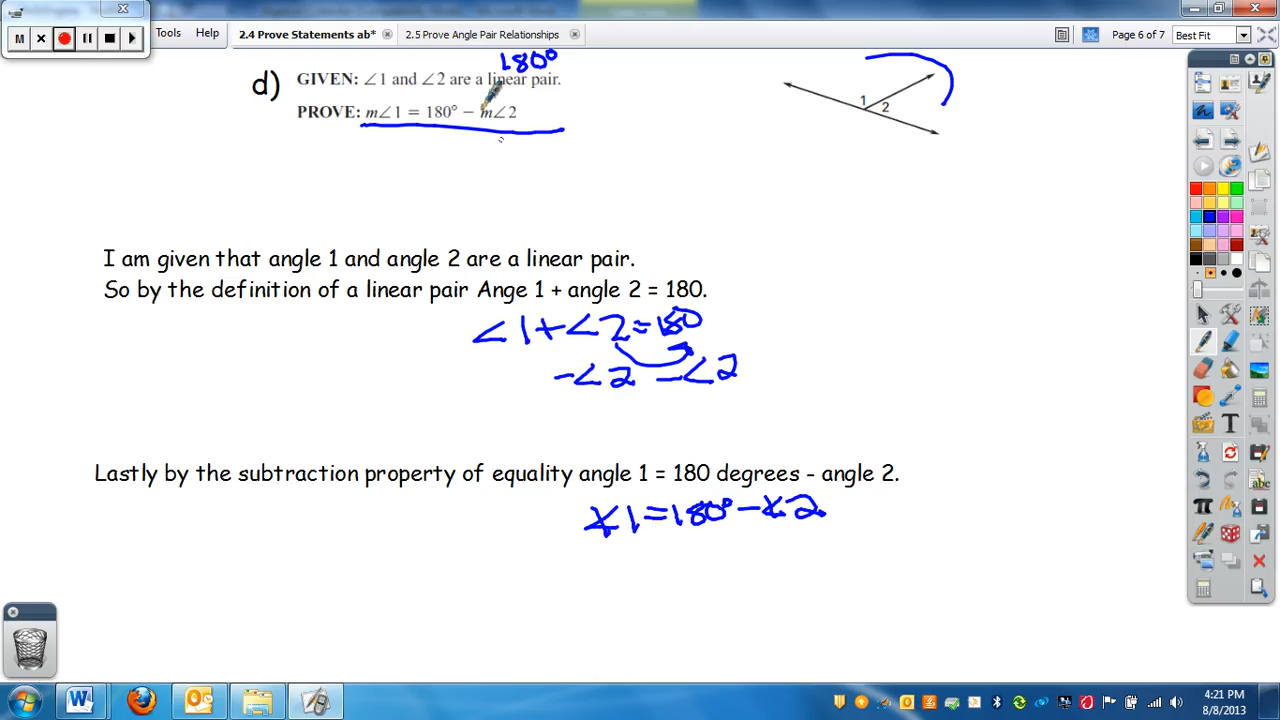 M
Tools Help
2.4 Prove Statements ab* 2.5 Prove Angle Pair Relationships
Page 6 of 7 Best Fit
180°
d) GIVEN: ∠1 and ∠2 are a linear pair.
PROVE: m∠1 = 180° − m∠2
1 2
I am given that angle 1 and angle 2 are a linear pair.
So by the definition of a linear pair Ange 1 + angle 2 = 180.
∠1+∠2=180
-∠2 -∠2
Lastly by the subtraction property of equality angle 1 = 180 degrees - angle 2.
∡1=180°-∡2
T
abc
π
W
4:21 PM
8/8/2013